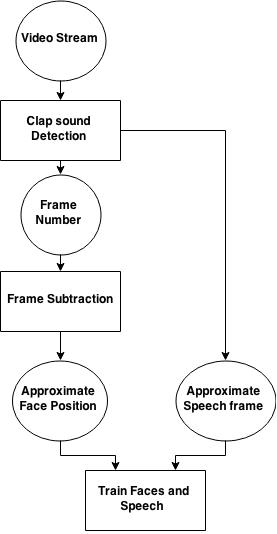 Video Stream
Clap sound
Detection
Frame
Number
Frame Subtraction
Approximate
Face Position
Approximate
Speech frame
Train Faces and
Speech